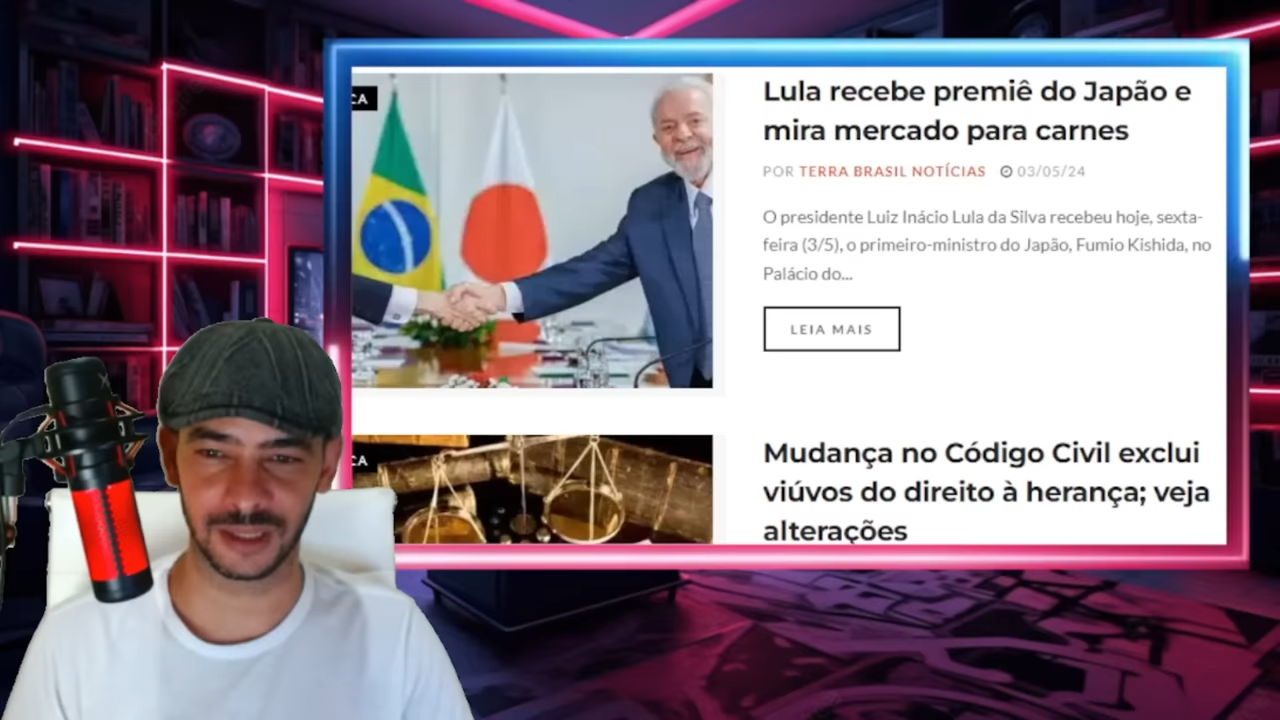 CA
Lula recebe premiê do Japão e
mira mercado para carnes
POR TERRA BRASIL NOTÍCIAS 03/05/24
O presidente Luiz Inácio Lula da Silva recebeu hoje, sexta-
feira (3/5), o primeiro-ministro do Japão, Fumio Kishida, no
Palácio do...
LEIA MAIS
CA
Mudança no Código Civil exclui
viúvos do direito à herança; veja
alterações